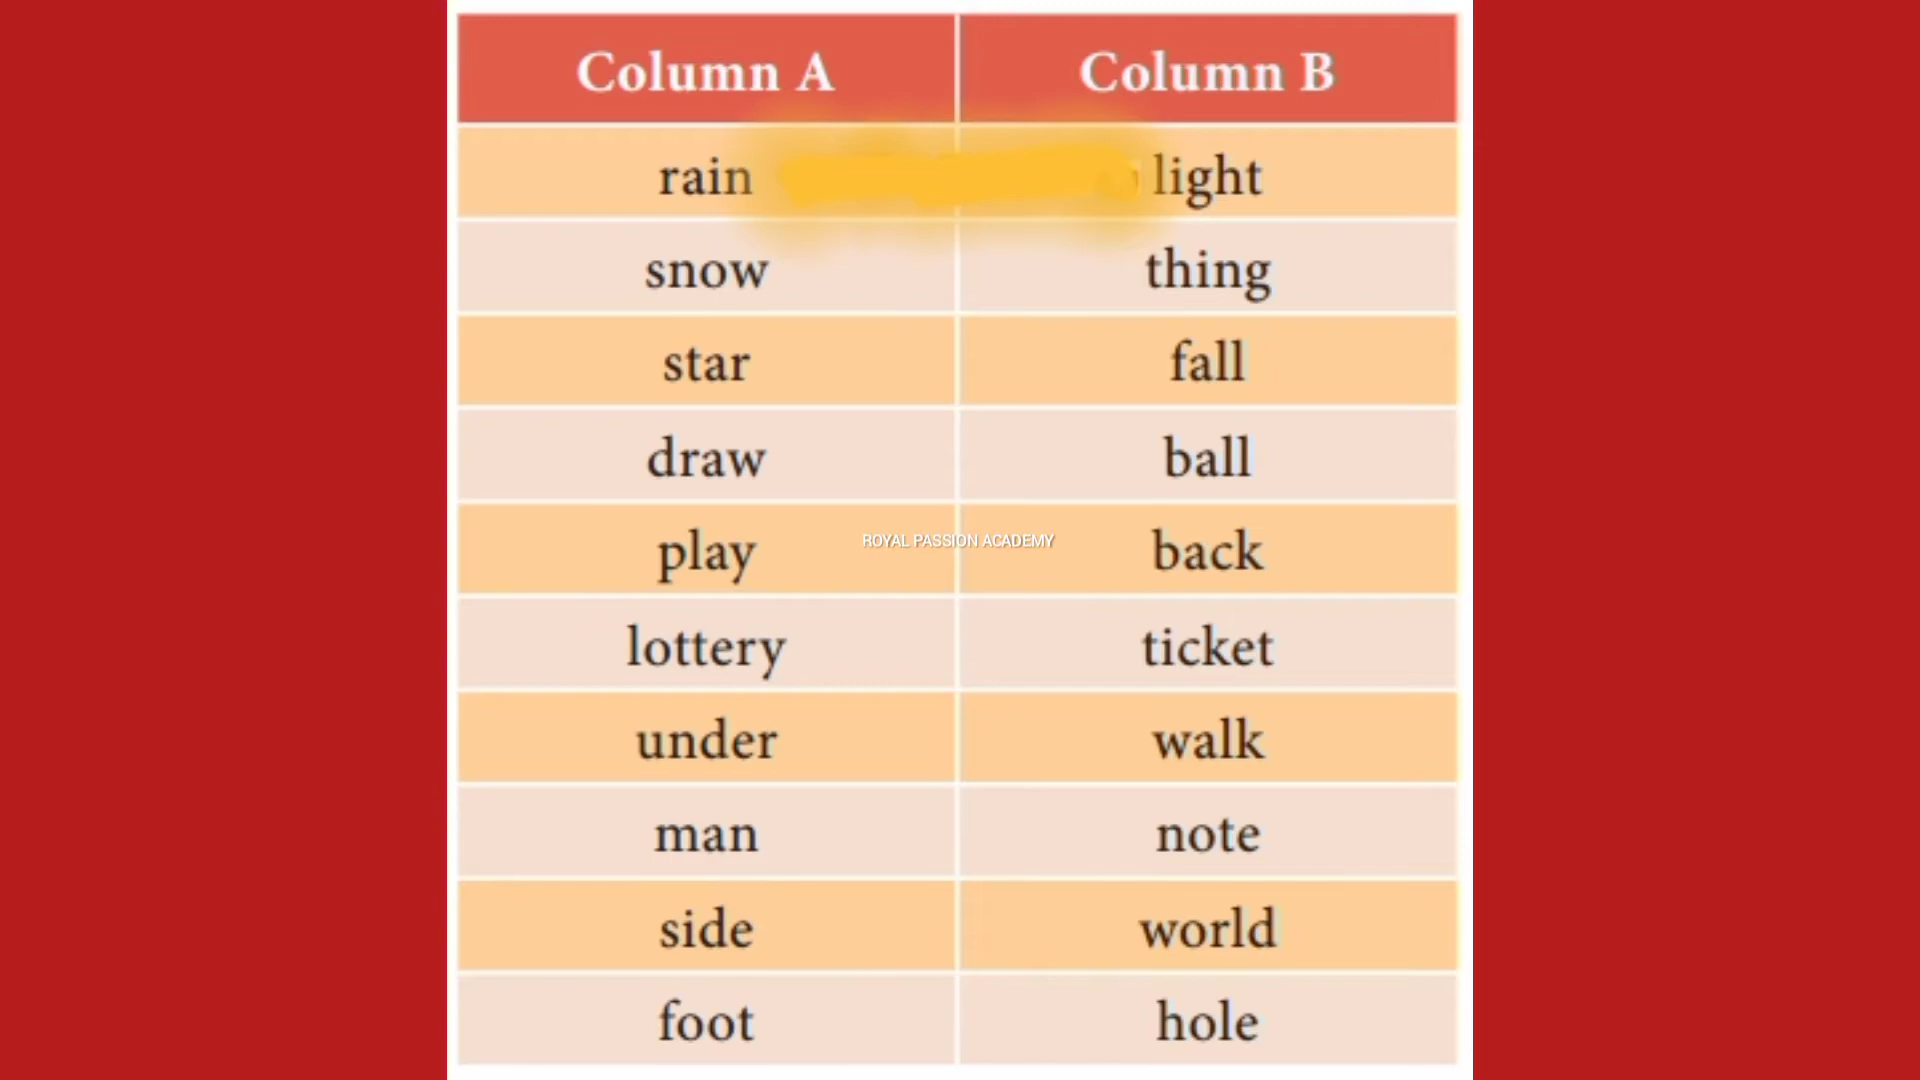 Column A Column B
rain light
snow thing
star fall
draw ball
play back
ROYAL PASSION ACADEMY
lottery ticket
under walk
man note
side world
foot hole